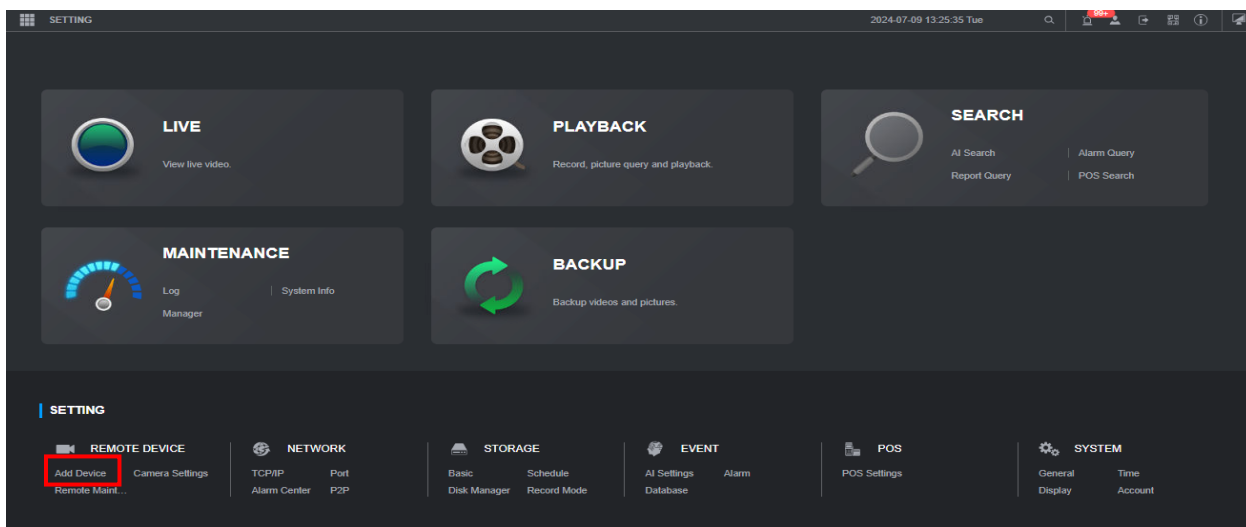 SETTING
2024-07-09 13:25:35 Tue
99+
LIVE
View live video.
PLAYBACK
Record, picture query and playback.
SEARCH
AI Search | Alarm Query
Report Query | POS Search
MAINTENANCE
Log | System Info
Manager
BACKUP
Backup videos and pictures.
SETTING
REMOTE DEVICE
Add Device Camera Settings
Remote Maint...
NETWORK
TCP/IP Port
Alarm Center P2P
STORAGE
Basic Schedule
Disk Manager Record Mode
EVENT
AI Settings Alarm
Database
POS
POS Settings
SYSTEM
General Time
Display Account